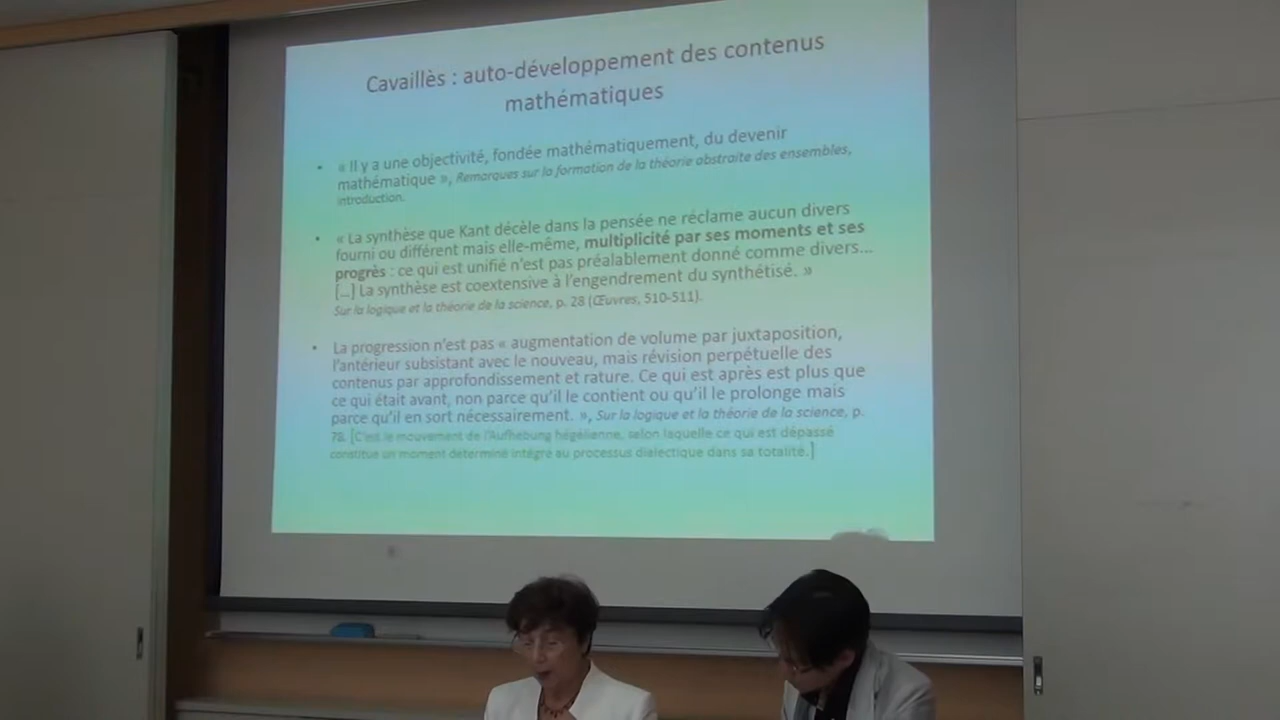 Cavaillès : auto-développement des contenus
mathématiques
• « Il y a une objectivité, fondée mathématiquement, du devenir
mathématique », Remarques sur la formation de la théorie abstraite des ensembles,
introduction.
• « La synthèse que Kant décèle dans la pensée ne réclame aucun divers
fourni ou différent mais elle-même, multiplicité par ses moments et ses
progrès : ce qui est unifié n'est pas préalablement donné comme divers...
[...] La synthèse est coextensive à l'engendrement du synthétisé. »
Sur la logique et la théorie de la science, p. 28 (Œuvres, 510-511).
• La progression n'est pas « augmentation de volume par juxtaposition,
l'antérieur subsistant avec le nouveau, mais révision perpétuelle des
contenus par approfondissement et rature. Ce qui est après est plus que
ce qui était avant, non parce qu'il le contient ou qu'il le prolonge mais
parce qu'il en sort nécessairement. », Sur la logique et la théorie de la science, p.
78. [C'est le mouvement de l'Aufhebung hégélienne, selon laquelle ce qui est dépassé
constitue un moment déterminé intégré au processus dialectique dans sa totalité.]